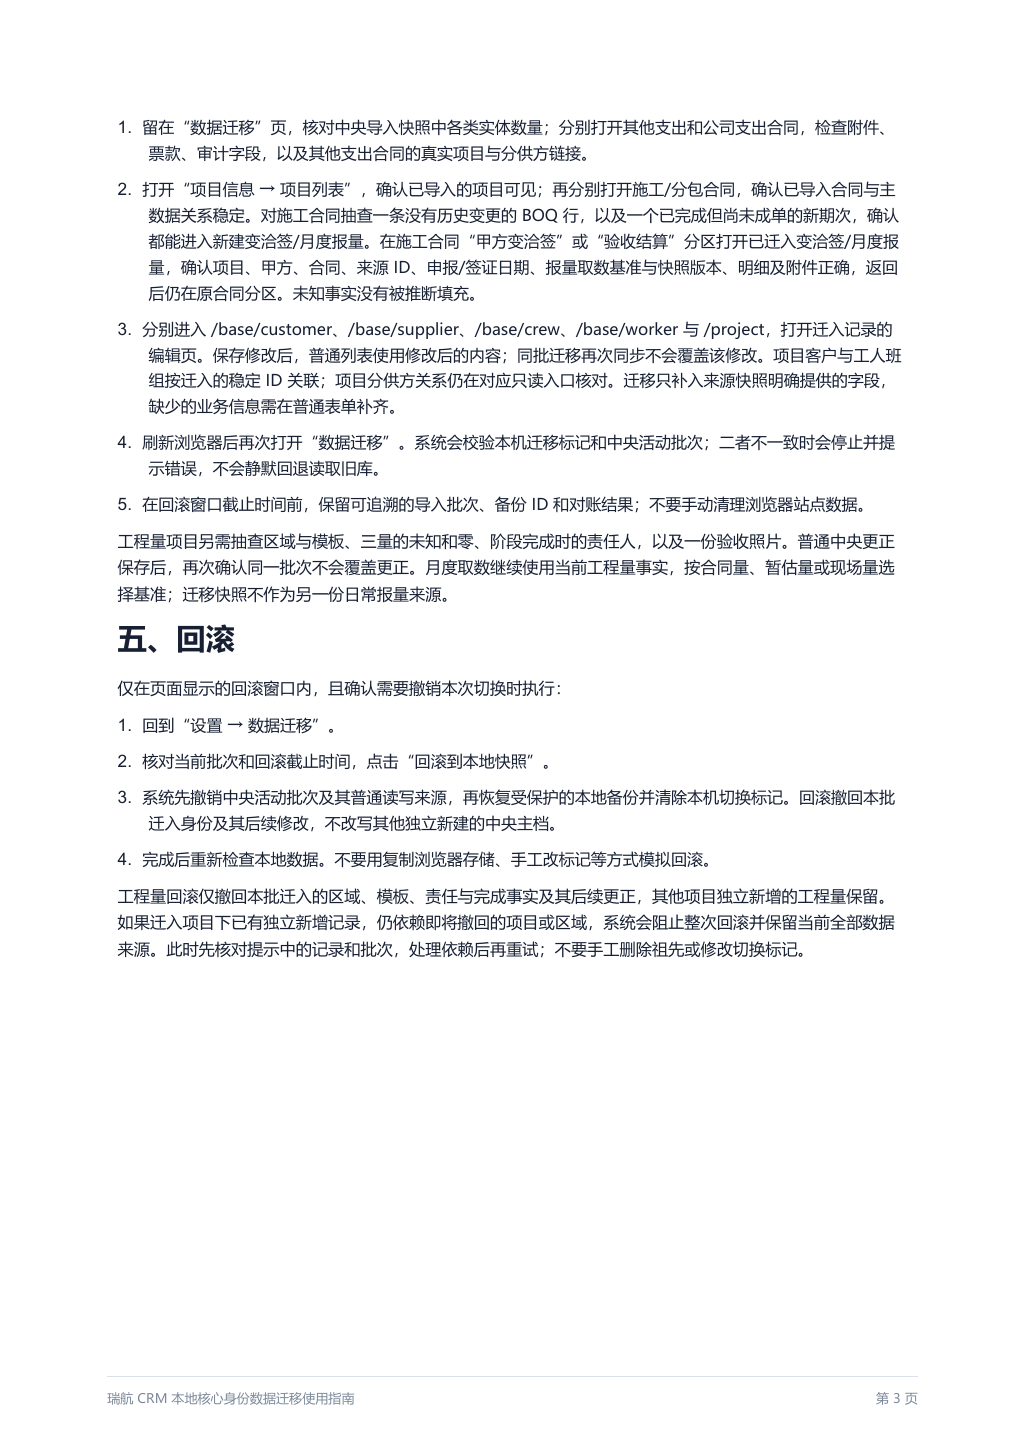 1. 留在“数据迁移”页，核对中央导入快照中各类实体数量；分别打开其他支出和公司支出合同，检查附件、
票款、审计字段，以及其他支出合同的真实项目与分供方链接。
2. 打开“项目信息 → 项目列表”，确认已导入的项目可见；再分别打开施工/分包合同，确认已导入合同与主
数据关系稳定。对施工合同抽查一条没有历史变更的 BOQ 行，以及一个已完成但尚未成单的新期次，确认
都能进入新建变洽签/月度报量。在施工合同“甲方变洽签”或“验收结算”分区打开已迁入变洽签/月度报
量，确认项目、甲方、合同、来源 ID、申报/签证日期、报量取数基准与快照版本、明细及附件正确，返回
后仍在原合同分区。未知事实没有被推断填充。
3. 分别进入 /base/customer、/base/supplier、/base/crew、/base/worker 与 /project，打开迁入记录的
编辑页。保存修改后，普通列表使用修改后的内容；同批迁移再次同步不会覆盖该修改。项目客户与工人班
组按迁入的稳定 ID 关联；项目分供方关系仍在对应只读入口核对。迁移只补入来源快照明确提供的字段，
缺少的业务信息需在普通表单补齐。
4. 刷新浏览器后再次打开“数据迁移”。系统会校验本机迁移标记和中央活动批次；二者不一致时会停止并提
示错误，不会静默回退读取旧库。
5. 在回滚窗口截止时间前，保留可追溯的导入批次、备份 ID 和对账结果；不要手动清理浏览器站点数据。
工程量项目另需抽查区域与模板、三量的未知和零、阶段完成时的责任人，以及一份验收照片。普通中央更正
保存后，再次确认同一批次不会覆盖更正。月度取数继续使用当前工程量事实，按合同量、暂估量或现场量选
择基准；迁移快照不作为另一份日常报量来源。
五、回滚
仅在页面显示的回滚窗口内，且确认需要撤销本次切换时执行：
1. 回到“设置 → 数据迁移”。
2. 核对当前批次和回滚截止时间，点击“回滚到本地快照”。
3. 系统先撤销中央活动批次及其普通读写来源，再恢复受保护的本地备份并清除本机切换标记。回滚撤回本批
迁入身份及其后续修改，不改写其他独立新建的中央主档。
4. 完成后重新检查本地数据。不要用复制浏览器存储、手工改标记等方式模拟回滚。
工程量回滚仅撤回本批迁入的区域、模板、责任与完成事实及其后续更正，其他项目独立新增的工程量保留。
如果迁入项目下已有独立新增记录，仍依赖即将撤回的项目或区域，系统会阻止整次回滚并保留当前全部数据
来源。此时先核对提示中的记录和批次，处理依赖后再重试；不要手工删除祖先或修改切换标记。
瑞航 CRM 本地核心身份数据迁移使用指南
第 3 页